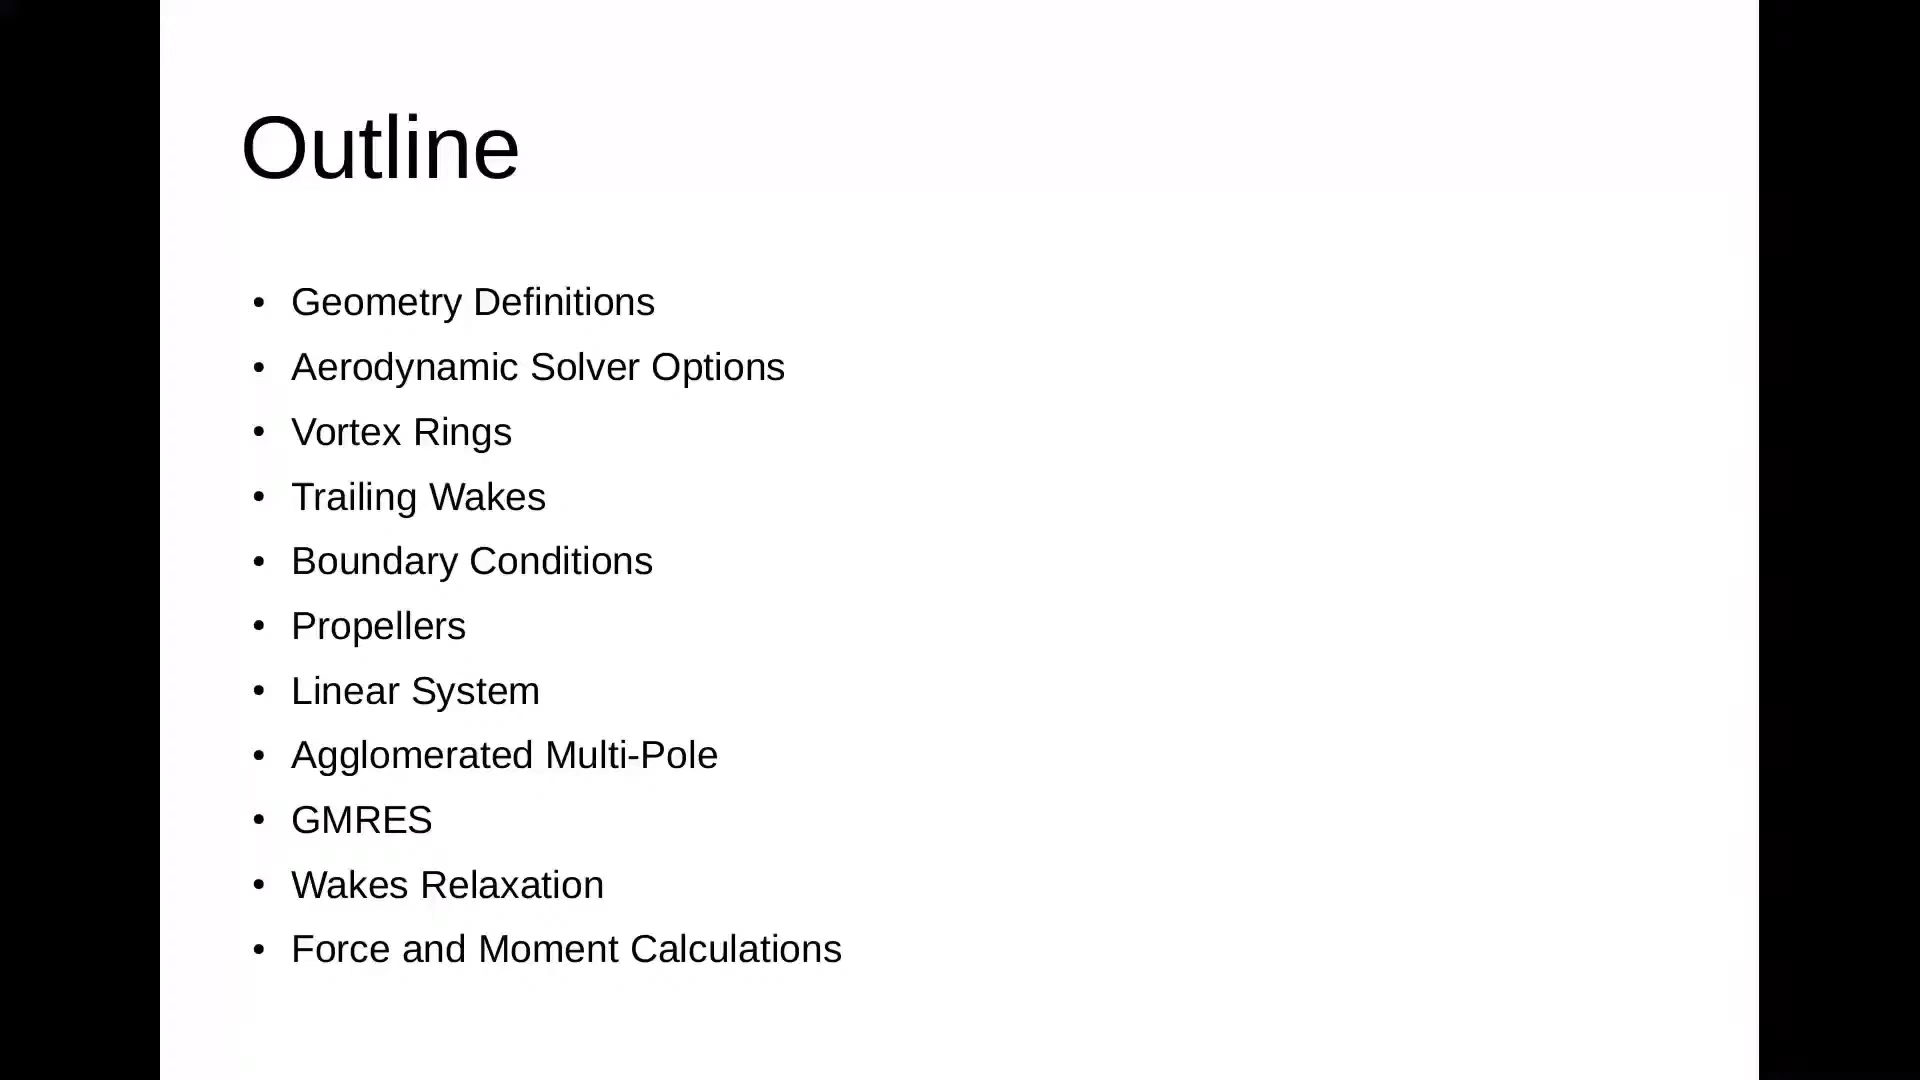 Outline
• Geometry Definitions
• Aerodynamic Solver Options
• Vortex Rings
• Trailing Wakes
• Boundary Conditions
• Propellers
• Linear System
• Agglomerated Multi-Pole
• GMRES
• Wakes Relaxation
• Force and Moment Calculations